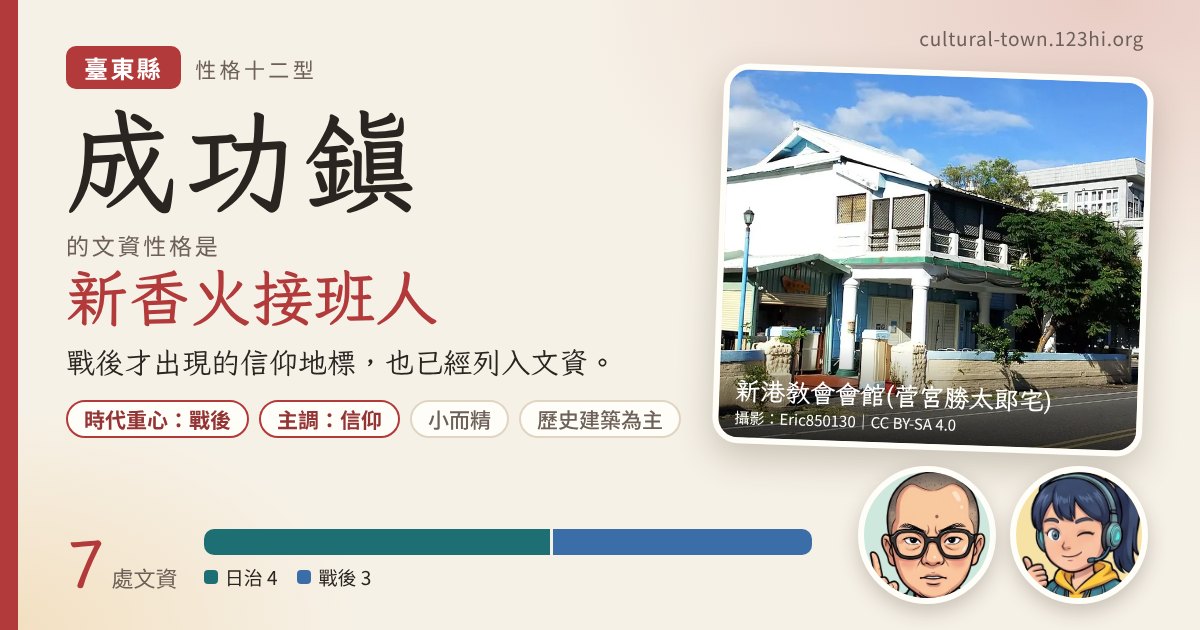 cultural-town.123hi.org
臺東縣 性格十二型
成功鎮
的文資性格是
新香火接班人
戰後才出現的信仰地標，也已經列入文資。
時代重心：戰後 主調：信仰 小而精 歷史建築為主
新港教會會館(菅宮勝太郎宅)
攝影：Eric850130｜CC BY-SA 4.0
7 處文資
日治 4 戰後 3